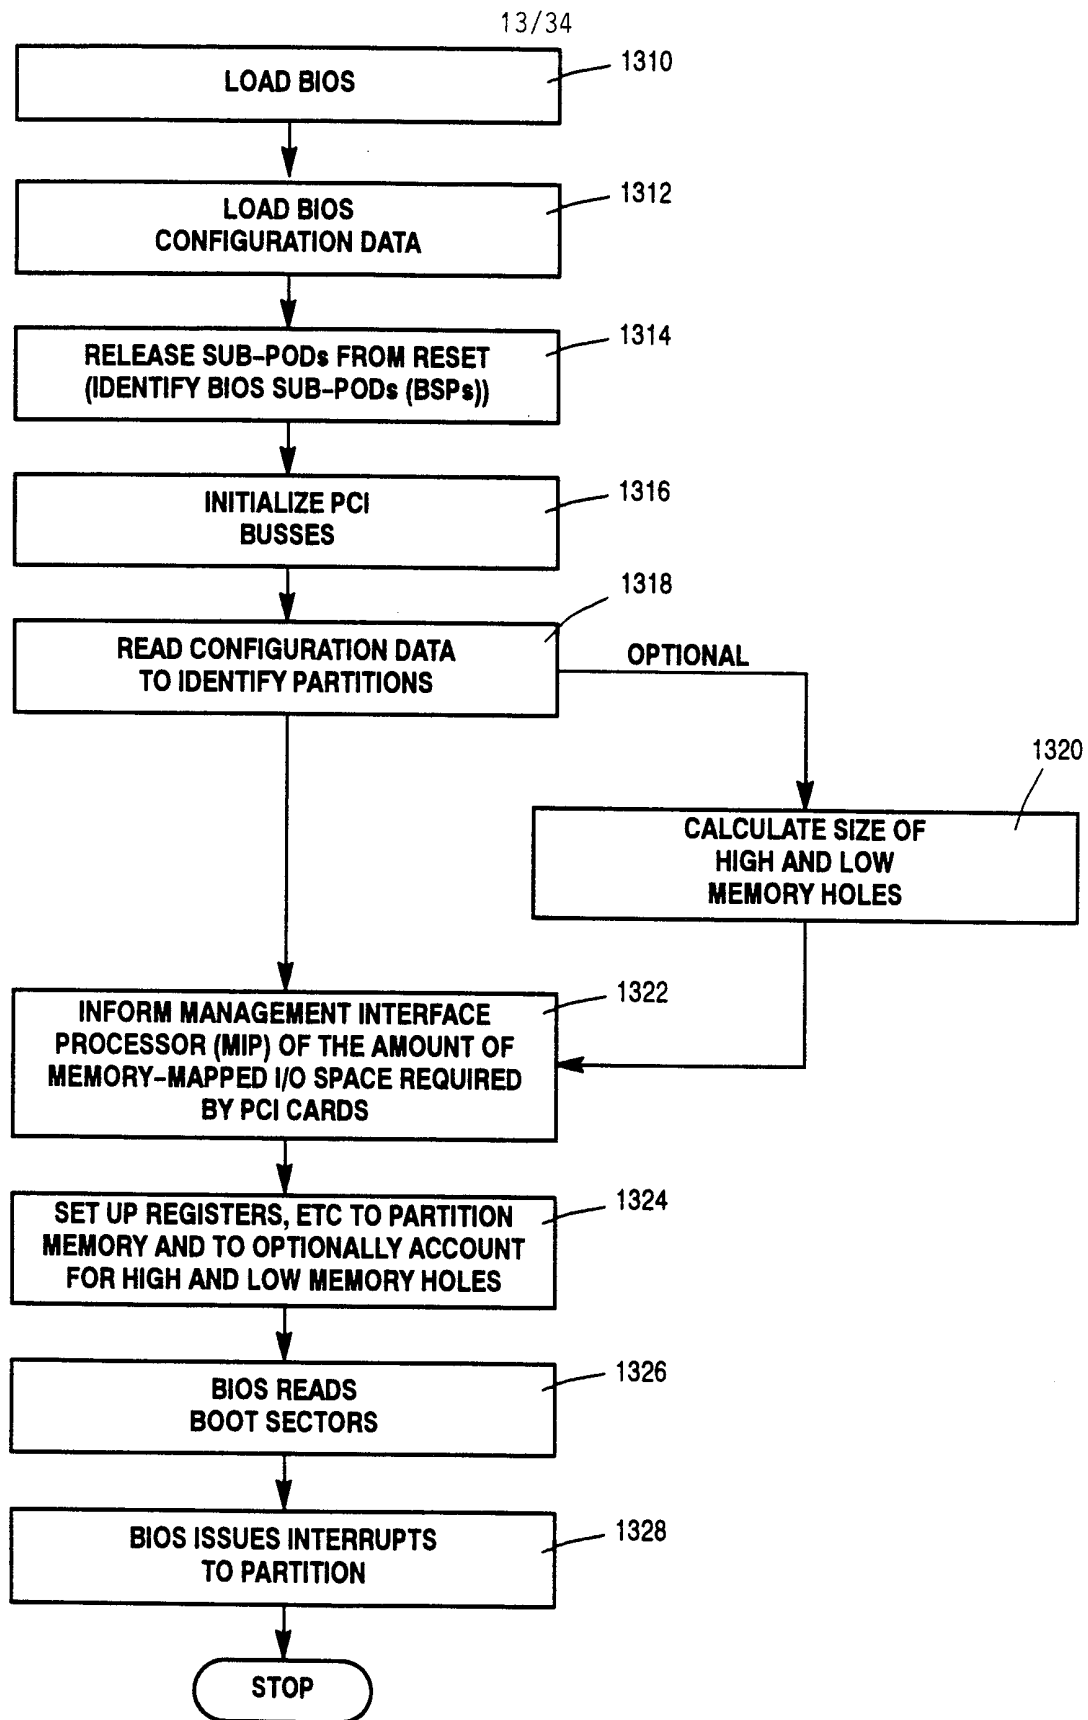 13/34
LOAD BIOS
1310
LOAD BIOS
CONFIGURATION DATA
1312
RELEASE SUB-PODs FROM RESET
(IDENTIFY BIOS SUB-PODs (BSPs))
1314
INITIALIZE PCI
BUSSES
1316
READ CONFIGURATION DATA
TO IDENTIFY PARTITIONS
1318
OPTIONAL
1320
CALCULATE SIZE OF
HIGH AND LOW
MEMORY HOLES
INFORM MANAGEMENT INTERFACE
PROCESSOR (MIP) OF THE AMOUNT OF
MEMORY-MAPPED I/O SPACE REQUIRED
BY PCI CARDS
1322
SET UP REGISTERS, ETC TO PARTITION
MEMORY AND TO OPTIONALLY ACCOUNT
FOR HIGH AND LOW MEMORY HOLES
1324
BIOS READS
BOOT SECTORS
1326
BIOS ISSUES INTERRUPTS
TO PARTITION
1328
STOP